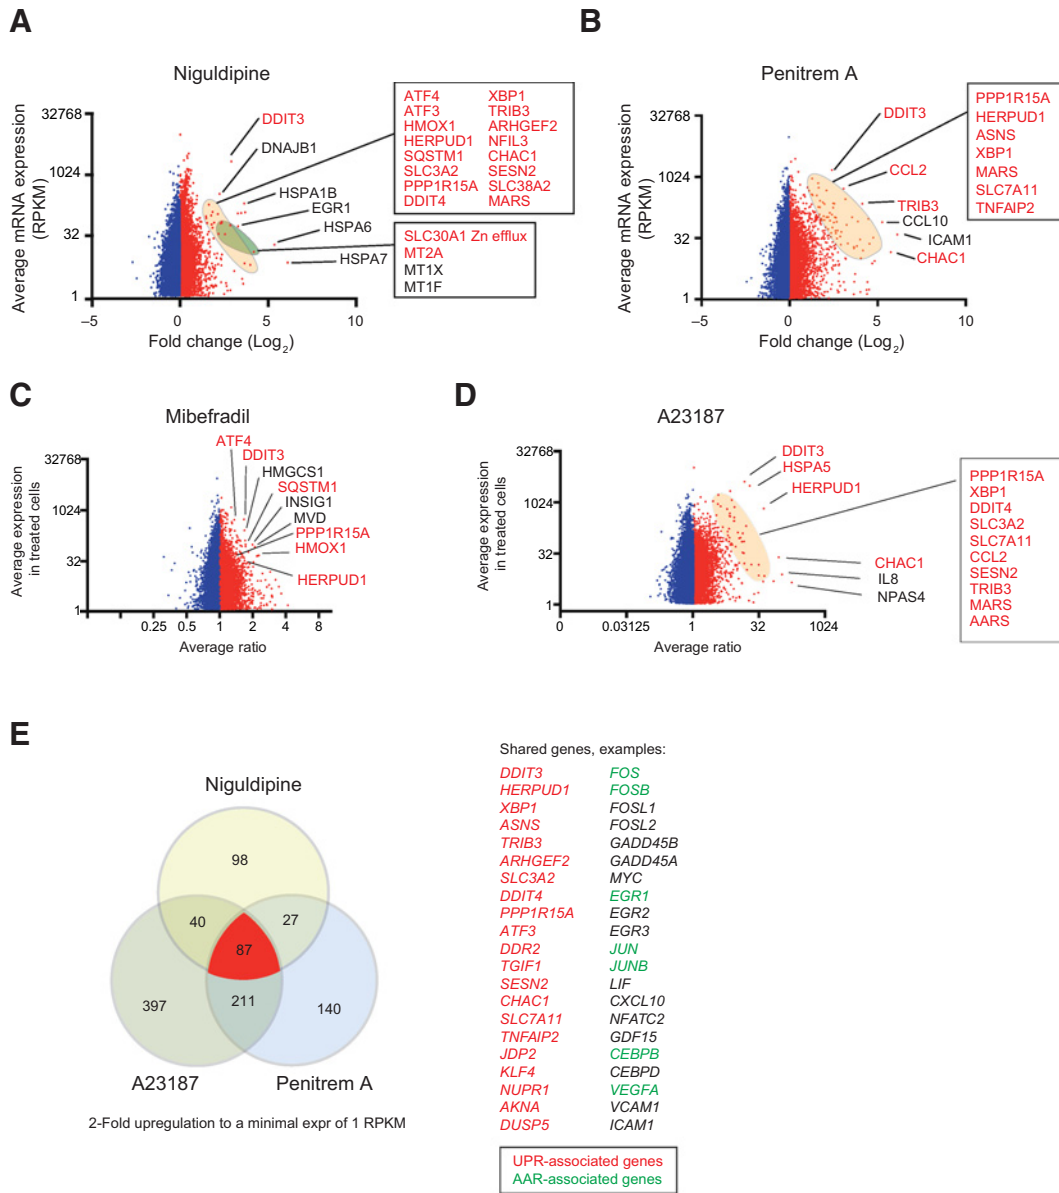 A
Niguldipine
Average mRNA expression
(RPKM)
32768
1024
32
1
−5
0
5
10
Fold change (Log2)
DDIT3
DNAJB1
HSPA1B
EGR1
HSPA6
HSPA7
ATF4 XBP1
ATF3 TRIB3
HMOX1 ARHGEF2
HERPUD1 NFIL3
SQSTM1 CHAC1
SLC3A2 SESN2
PPP1R15A SLC38A2
DDIT4 MARS
SLC30A1 Zn efflux
MT2A
MT1X
MT1F
B
Penitrem A
Average mRNA expression
(RPKM)
32768
1024
32
1
−5
0
5
10
Fold change (Log2)
DDIT3
CCL2
TRIB3
CCL10
ICAM1
CHAC1
PPP1R15A
HERPUD1
ASNS
XBP1
MARS
SLC7A11
TNFAIP2
C
Mibefradil
Average expression
in treated cells
32768
1024
32
1
0.25
0.5
1
2
4
8
Average ratio
ATF4
DDIT3
HMGCS1
SQSTM1
INSIG1
MVD
PPP1R15A
HMOX1
HERPUD1
D
A23187
Average expression
in treated cells
32768
1024
32
1
0
0.03125
1
32
1024
Average ratio
DDIT3
HSPA5
HERPUD1
CHAC1
IL8
NPAS4
PPP1R15A
XBP1
DDIT4
SLC3A2
SLC7A11
CCL2
SESN2
TRIB3
MARS
AARS
E
Niguldipine
98
40
27
87
397
211
140
A23187
Penitrem A
2-Fold upregulation to a minimal expr of 1 RPKM
Shared genes, examples:
DDIT3 FOS
HERPUD1 FOSB
XBP1 FOSL1
ASNS FOSL2
TRIB3 GADD45B
ARHGEF2 GADD45A
SLC3A2 MYC
DDIT4 EGR1
PPP1R15A EGR2
ATF3 EGR3
DDR2 JUN
TGIF1 JUNB
SESN2 LIF
CHAC1 CXCL10
SLC7A11 NFATC2
TNFAIP2 GDF15
JDP2 CEBPB
KLF4 CEBPD
NUPR1 VEGFA
AKNA VCAM1
DUSP5 ICAM1
UPR-associated genes
AAR-associated genes